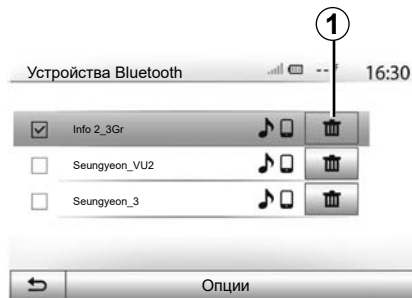 1
Устройства Bluetooth --° 16:30
Info 2_3Gr
Seungyeon_VU2
Seungyeon_3
Опции